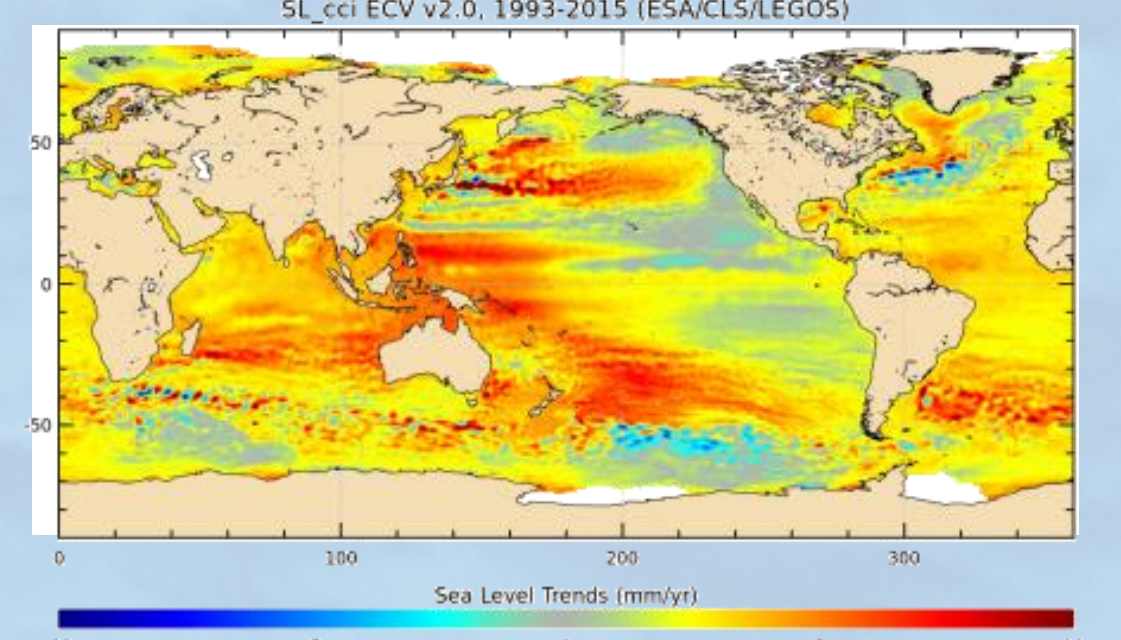 SL_cci ECV v2.0, 1993-2015 (ESA/CLS/LEGOS)
50
0
-50
0 100 200 300
Sea Level Trends (mm/yr)